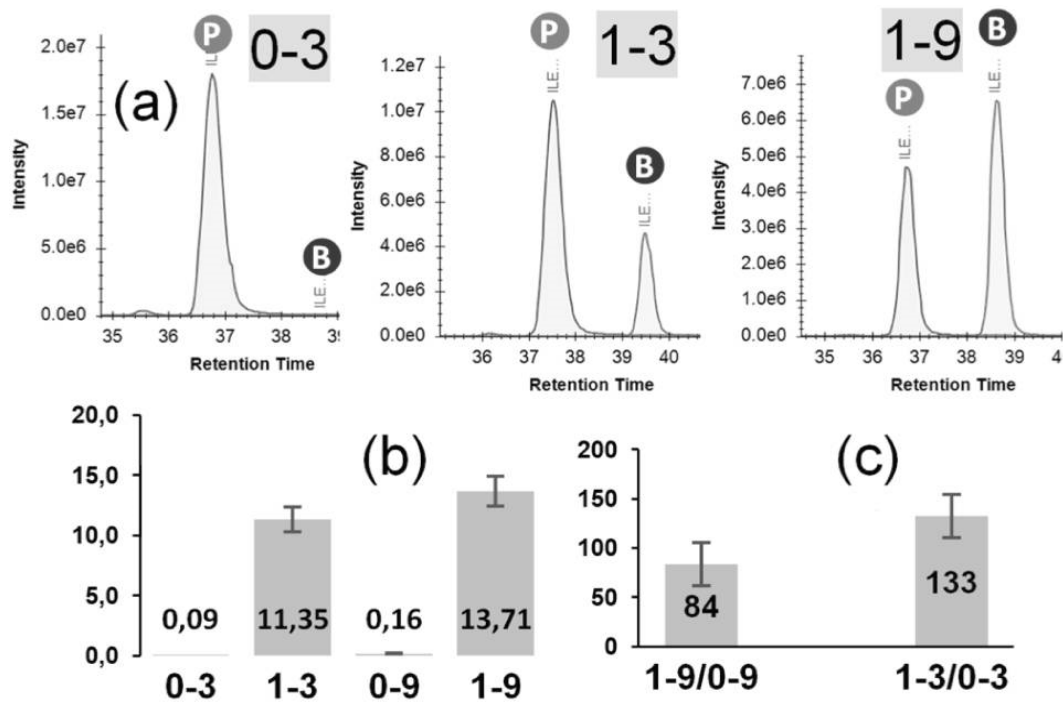 (a)
0-3
P
ILE...
B
ILE...
2.0e7
1.5e7
1.0e7
5.0e6
0.0e0
Intensity
35 36 37 38
Retention Time
1-3
P
ILE...
B
ILE...
1.2e7
1.0e7
8.0e6
6.0e6
4.0e6
2.0e6
0.0e0
Intensity
36 37 38 39 40
Retention Time
1-9
P
ILE...
B
ILE...
7.0e6
6.0e6
5.0e6
4.0e6
3.0e6
2.0e6
1.0e6
0.0e0
Intensity
35 36 37 38 39 4
Retention Time
(b)
20,0
15,0
10,0
5,0
0,0
0,09 11,35 0,16 13,71
0-3 1-3 0-9 1-9
(c)
200
150
100
50
0
84 133
1-9/0-9 1-3/0-3